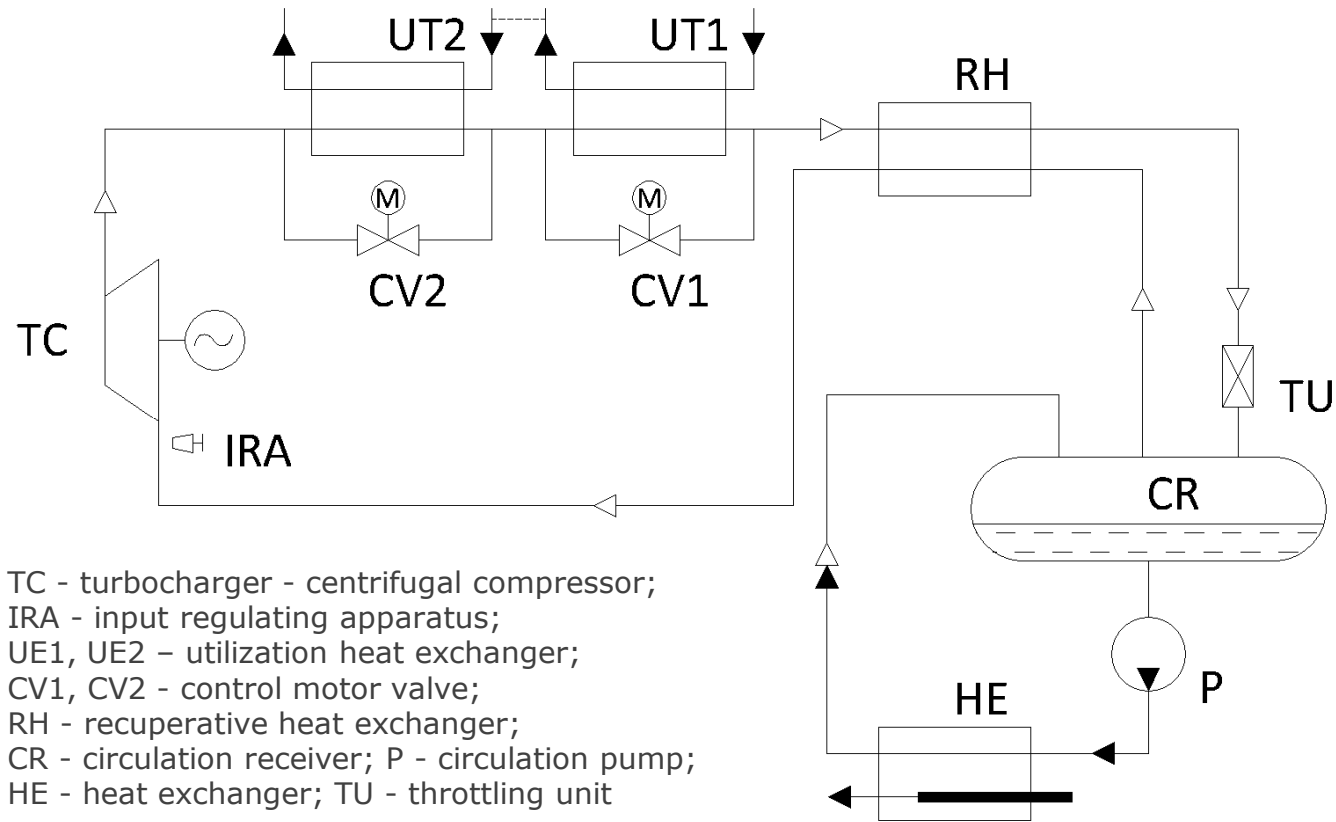 UT2
UT1
RH
M
M
CV2
CV1
TC
IRA
TU
CR
P
HE
TC - turbocharger - centrifugal compressor;
IRA - input regulating apparatus;
UE1, UE2 – utilization heat exchanger;
CV1, CV2 - control motor valve;
RH - recuperative heat exchanger;
CR - circulation receiver; P - circulation pump;
HE - heat exchanger; TU - throttling unit